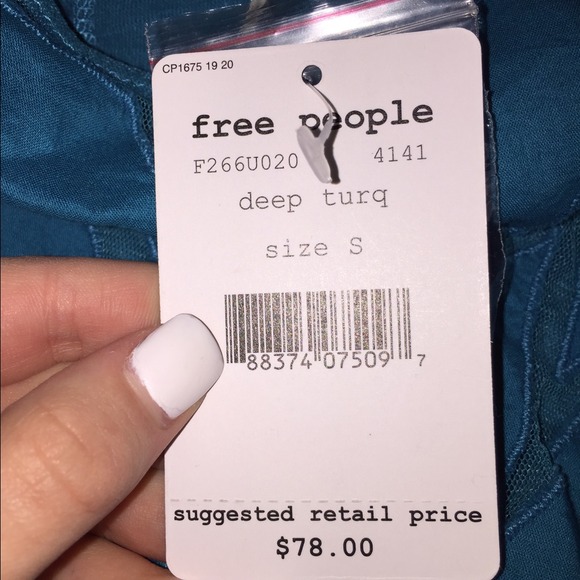 CP1675 19 20
free people
F266U020 4141
deep turq
size S
88374 07509 7
suggested retail price
$78.00